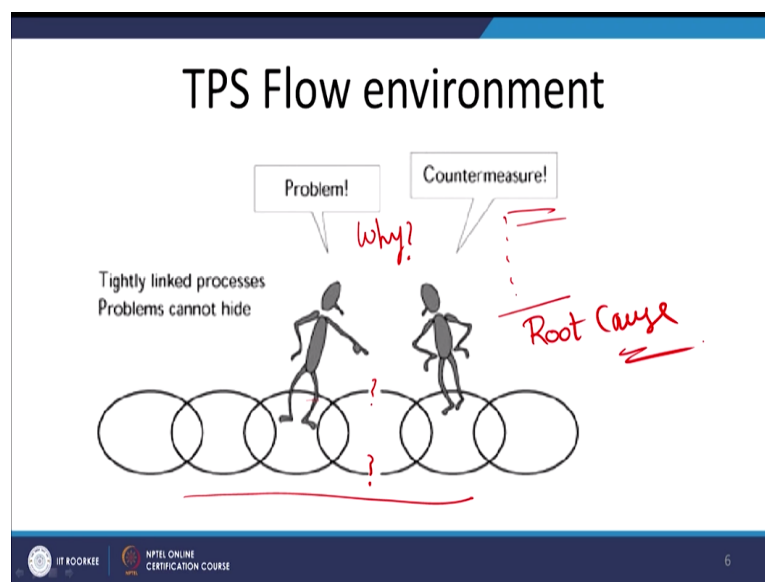 TPS Flow environment
Problem!
Countermeasure!
Why?
Tightly linked processes
Problems cannot hide
Root Cause
?
?
IIT ROORKEE
NPTEL ONLINE
CERTIFICATION COURSE
6